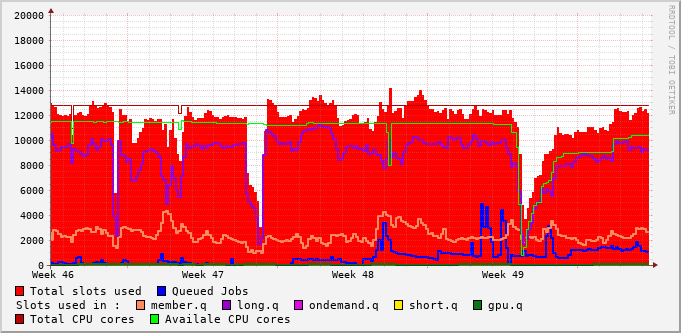 20000
18000
16000
14000
12000
10000
8000
6000
4000
2000
0
Week 46 Week 47 Week 48 Week 49
RRDTOOL / TOBI OETIKER
Total slots used Queued Jobs
Slots used in : member.q long.q ondemand.q short.q gpu.q
Total CPU cores Availale CPU cores